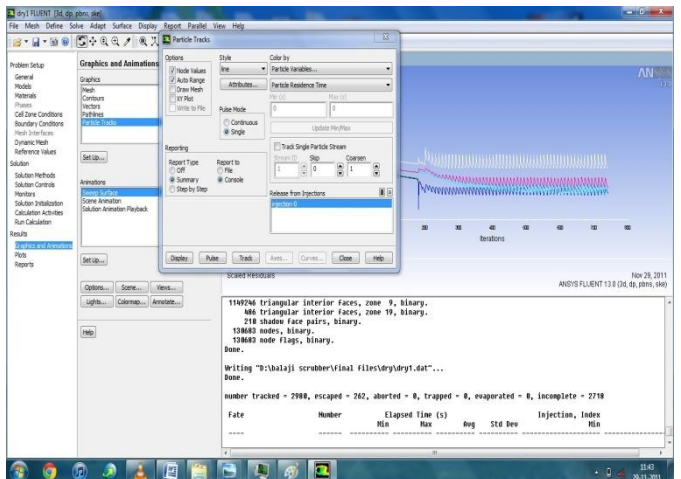 dry1 FLUENT [3d, dp, pbns, ske]
File Mesh Define Solve Adapt Surface Display Report Parallel View Help
Problem Setup
General
Models
Materials
Phases
Cell Zone Conditions
Boundary Conditions
Mesh Interfaces
Dynamic Mesh
Reference Values
Solution
Solution Methods
Solution Controls
Monitors
Solution Initialization
Calculation Activities
Run Calculation
Results
Graphics and Animations
Plots
Reports
Graphics and Animations
Graphics
Mesh
Contours
Vectors
Pathlines
Particle Tracks
Set Up...
Animations
Sweep Surface
Scene Animation
Solution Animation Playback
Set Up...
Options... Scene... Views...
Lights... Colormap... Annotate...
Help
Particle Tracks
Options
Node Values
Auto Range
Draw Mesh
XY Plot
Write to File
Style
line
Attributes...
Pulse Mode
Continuous
Single
Color by
Particle Variables...
Particle Residence Time
Min (s) Max (s)
0 0
Update Min/Max
Track Single Particle Stream
Stream ID Skip Coarsen
1 0 1
Reporting
Report Type
Off
Summary
Step by Step
Report to
File
Console
Release from Injections
injection-0
Display Pulse Track Axes... Curves... Close Help
AN
Iterations
Scaled Residuals
Nov 29, 2011
ANSYS FLUENT 13.0 (3d, dp, pbns, ske)
1149246 triangular interior faces, zone 9, binary.
486 triangular interior faces, zone 19, binary.
210 shadow face pairs, binary.
130683 nodes, binary.
130683 node flags, binary.
Done.
Writing "D:\balaji scrubber\final files\dry\dry1.dat"...
Done.
number tracked = 2980, escaped = 262, aborted = 0, trapped = 0, evaporated = 0, incomplete = 2718
Fate Number Elapsed Time (s) Injection, Index
Min Max Avg Std Dev Min
---- ------ ---------- ---------- ---------- ---------- --------------------
11:43
29-11-2011